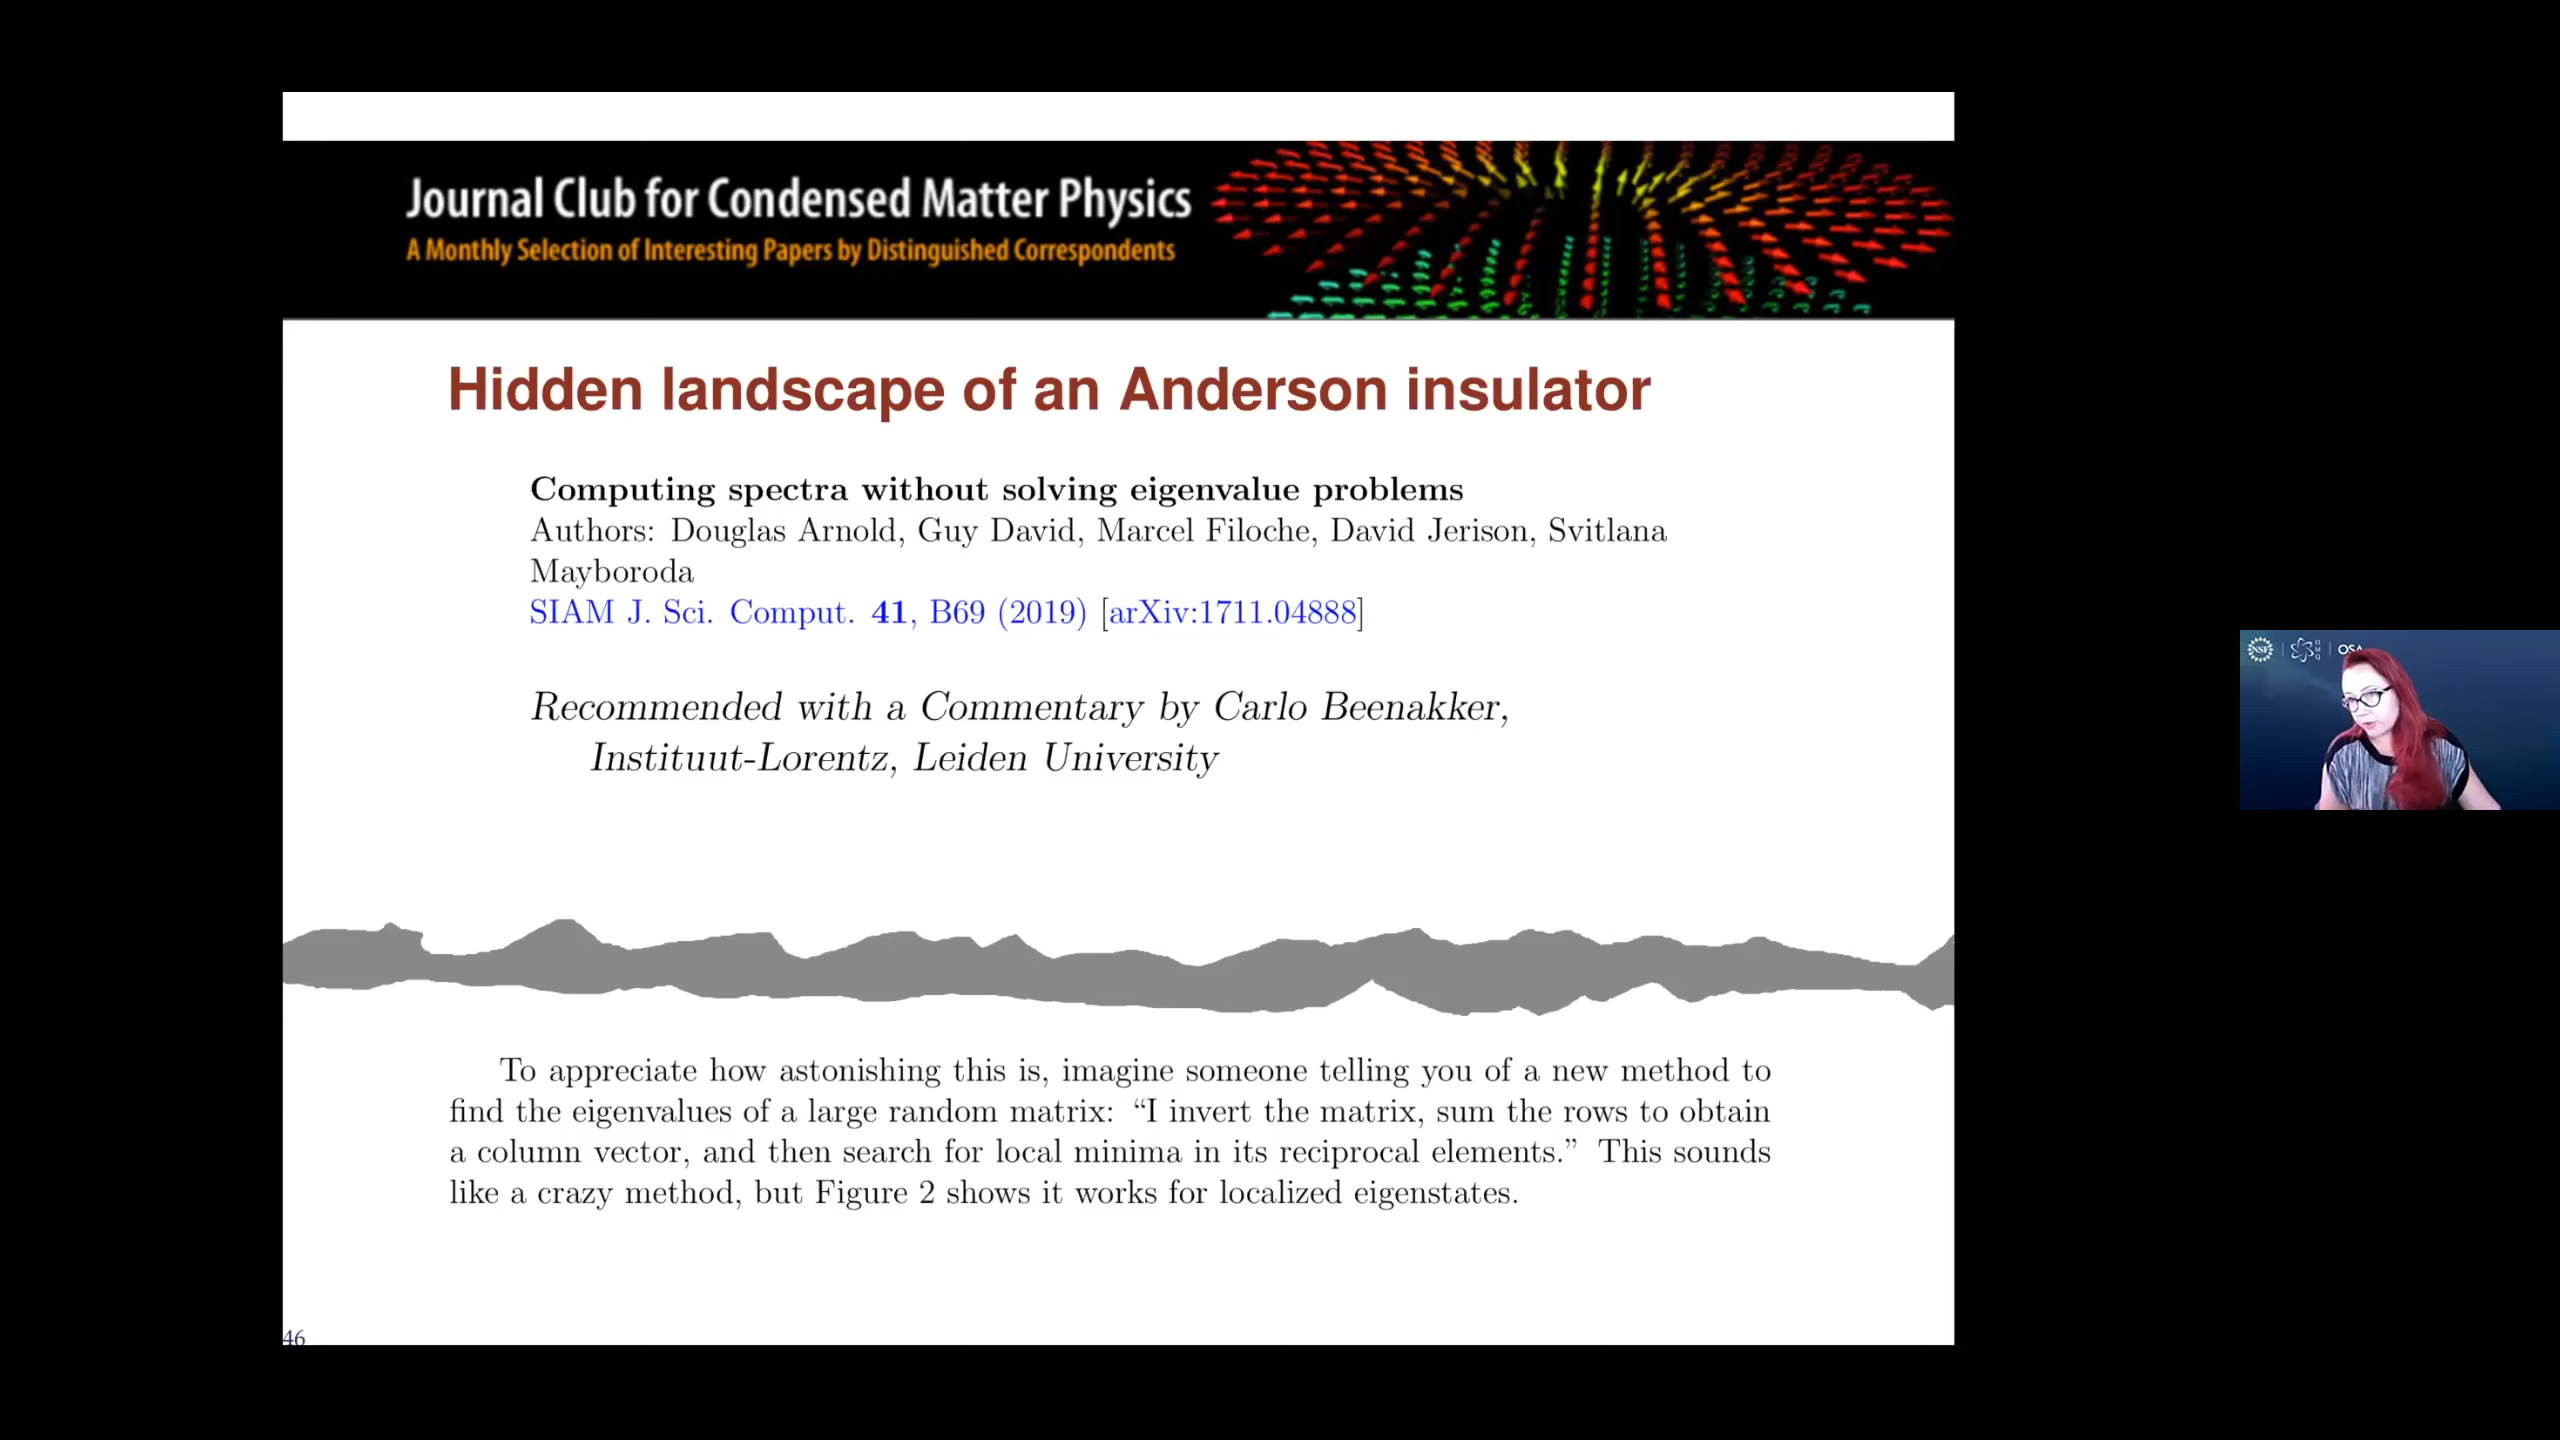 Journal Club for Condensed Matter Physics
A Monthly Selection of Interesting Papers by Distinguished Correspondents
Hidden landscape of an Anderson insulator
Computing spectra without solving eigenvalue problems
Authors: Douglas Arnold, Guy David, Marcel Filoche, David Jerison, Svitlana
Mayboroda
SIAM J. Sci. Comput. 41, B69 (2019) [arXiv:1711.04888]
Recommended with a Commentary by Carlo Beenakker,
Instituut-Lorentz, Leiden University
NSF
To appreciate how astonishing this is, imagine someone telling you of a new method to
find the eigenvalues of a large random matrix: “I invert the matrix, sum the rows to obtain
a column vector, and then search for local minima in its reciprocal elements.” This sounds
like a crazy method, but Figure 2 shows it works for localized eigenstates.
46